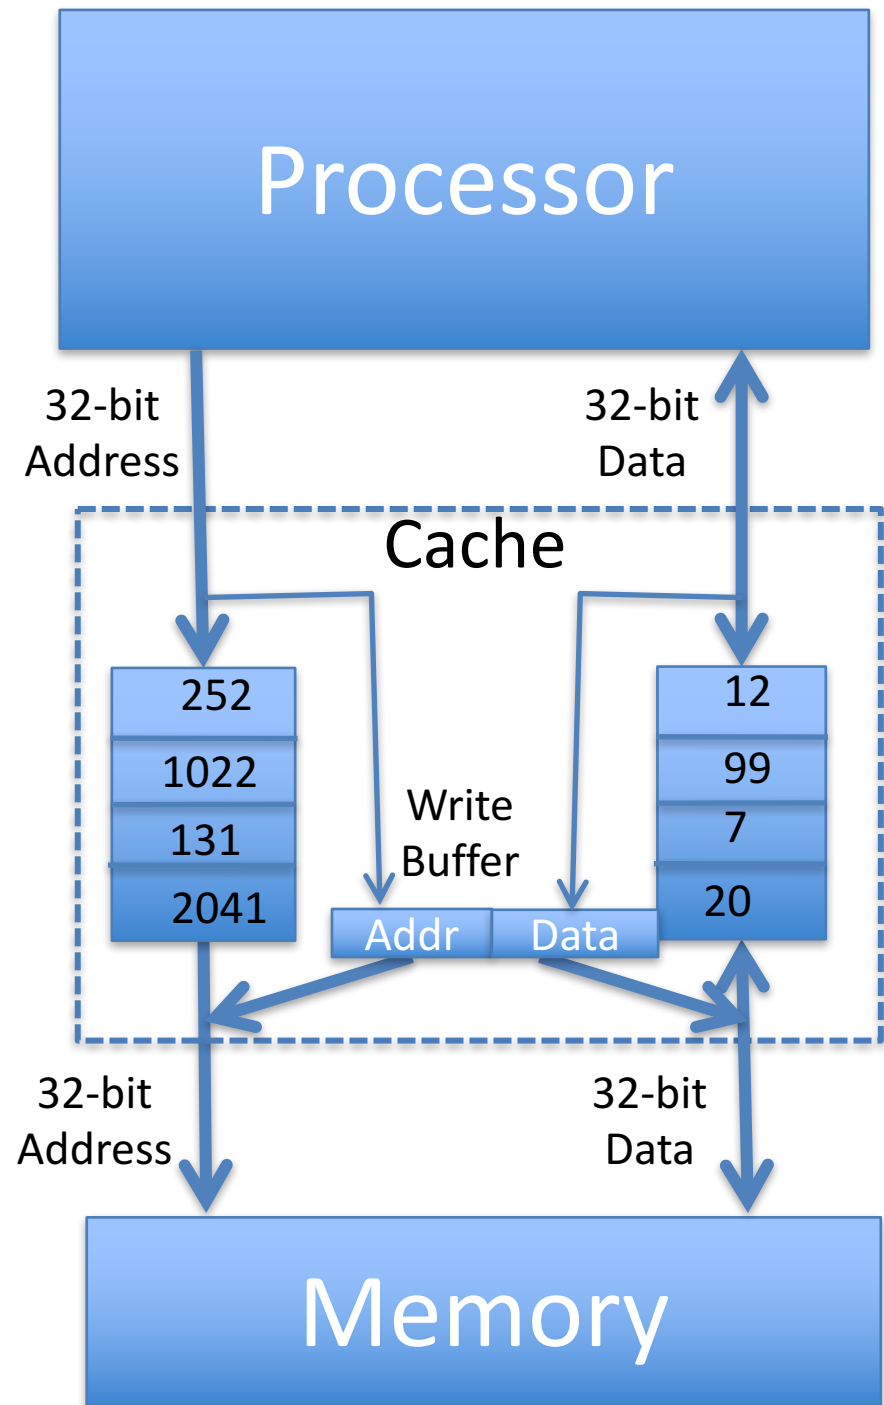 Processor
32-bit
Address
32-bit
Data
Cache
252
1022
131
2041
12
99
7
20
Write
Buffer
Addr
Data
32-bit
Address
32-bit
Data
Memory